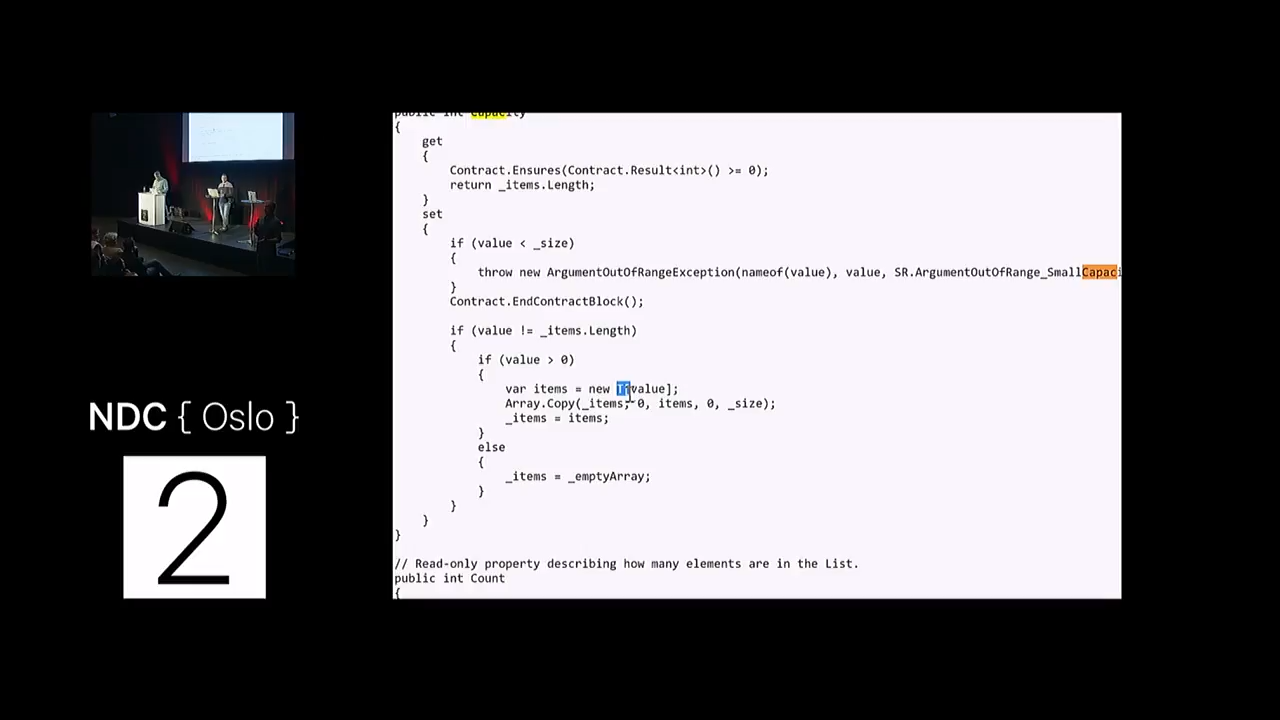 NDC { Oslo }
2
public int Capacity
{
get
{
Contract.Ensures(Contract.Result<int>() >= 0);
return _items.Length;
}
set
{
if (value < _size)
{
throw new ArgumentOutOfRangeException(nameof(value), value, SR.ArgumentOutOfRange_SmallCapaci
}
Contract.EndContractBlock();
if (value != _items.Length)
{
if (value > 0)
{
var items = new T[value];
Array.Copy(_items, 0, items, 0, _size);
_items = items;
}
else
{
_items = _emptyArray;
}
}
}
}
// Read-only property describing how many elements are in the List.
public int Count
{